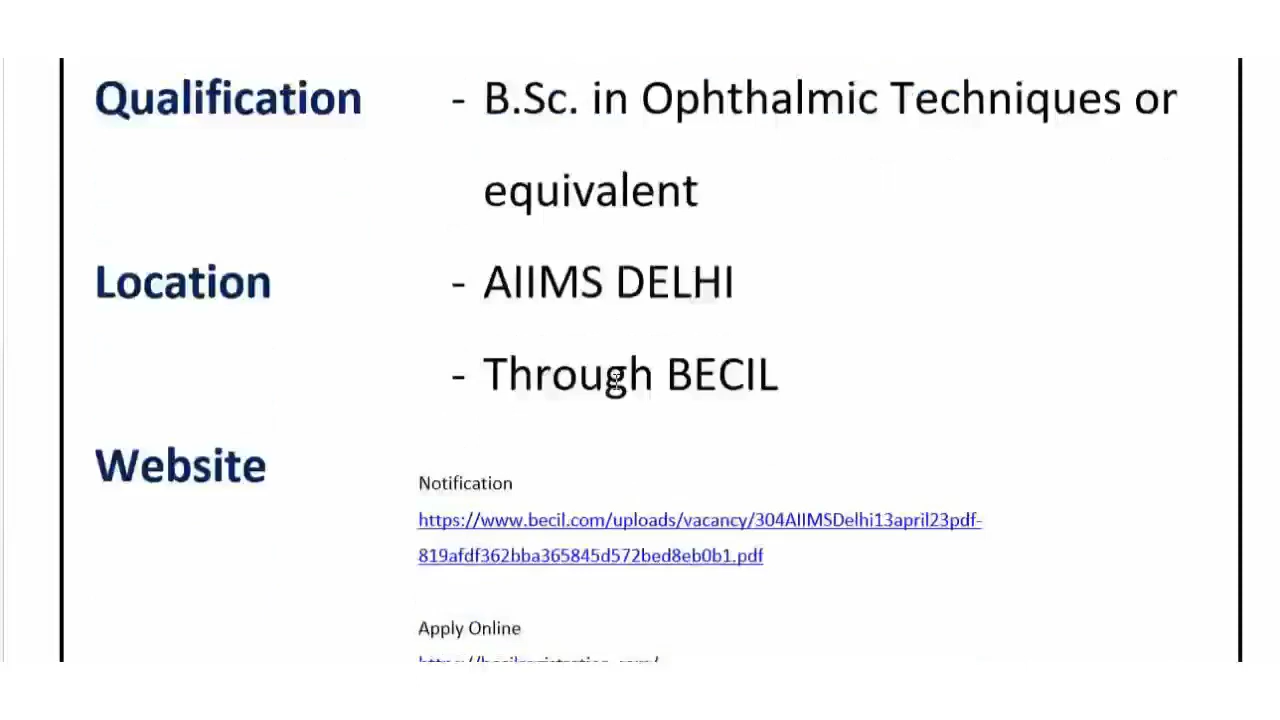 Qualification - B.Sc. in Ophthalmic Techniques or
equivalent
Location - AIIMS DELHI
- Through BECIL
Website
Notification
https://www.becil.com/uploads/vacancy/304AIIMSDelhi13april23pdf-
819afdf362bba365845d572bed8eb0b1.pdf
Apply Online